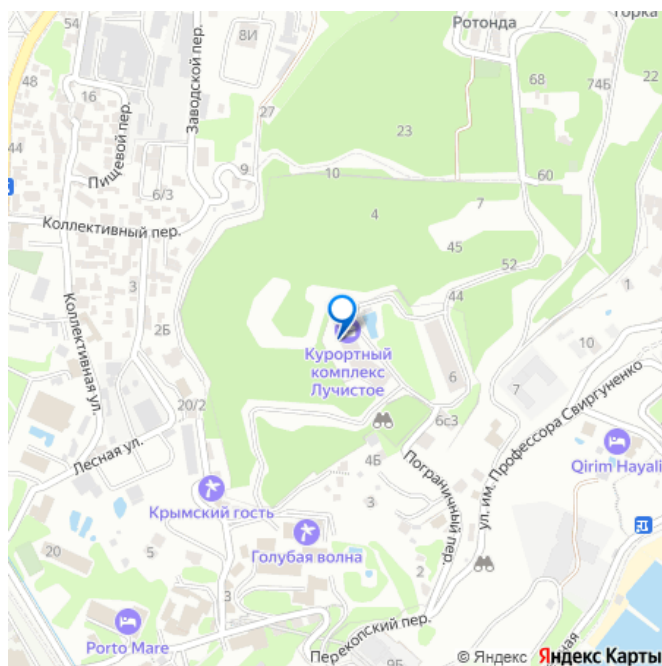 54
8И
Ротонда
Горка
22
48
Заводской пер.
68
74Б
16
27
Пищевой пер.
23
44
6/3
9
10
60
Коллективный пер.
4
7
45
52
3
44
1
2Б
Коллективная ул.
Курортный
комплекс
Лучистое
6
10
7
20/2
6с3
ул. им. Профессора Свиргуненко
Лесная ул.
4Б
Пограничный пер.
Qirim Hayali
Крымский гость
3
Голубая волна
20
5
2
3
Porto Mare
Перекопский пер.
9Б
© Яндекс Яндекс Карты